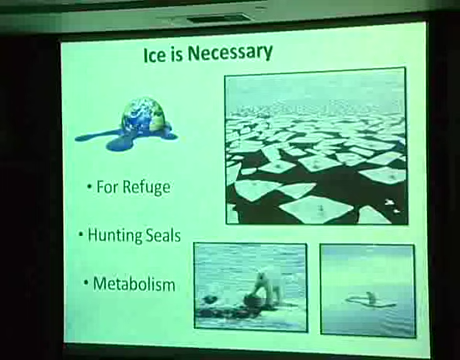 Ice is Necessary
• For Refuge
• Hunting Seals
• Metabolism